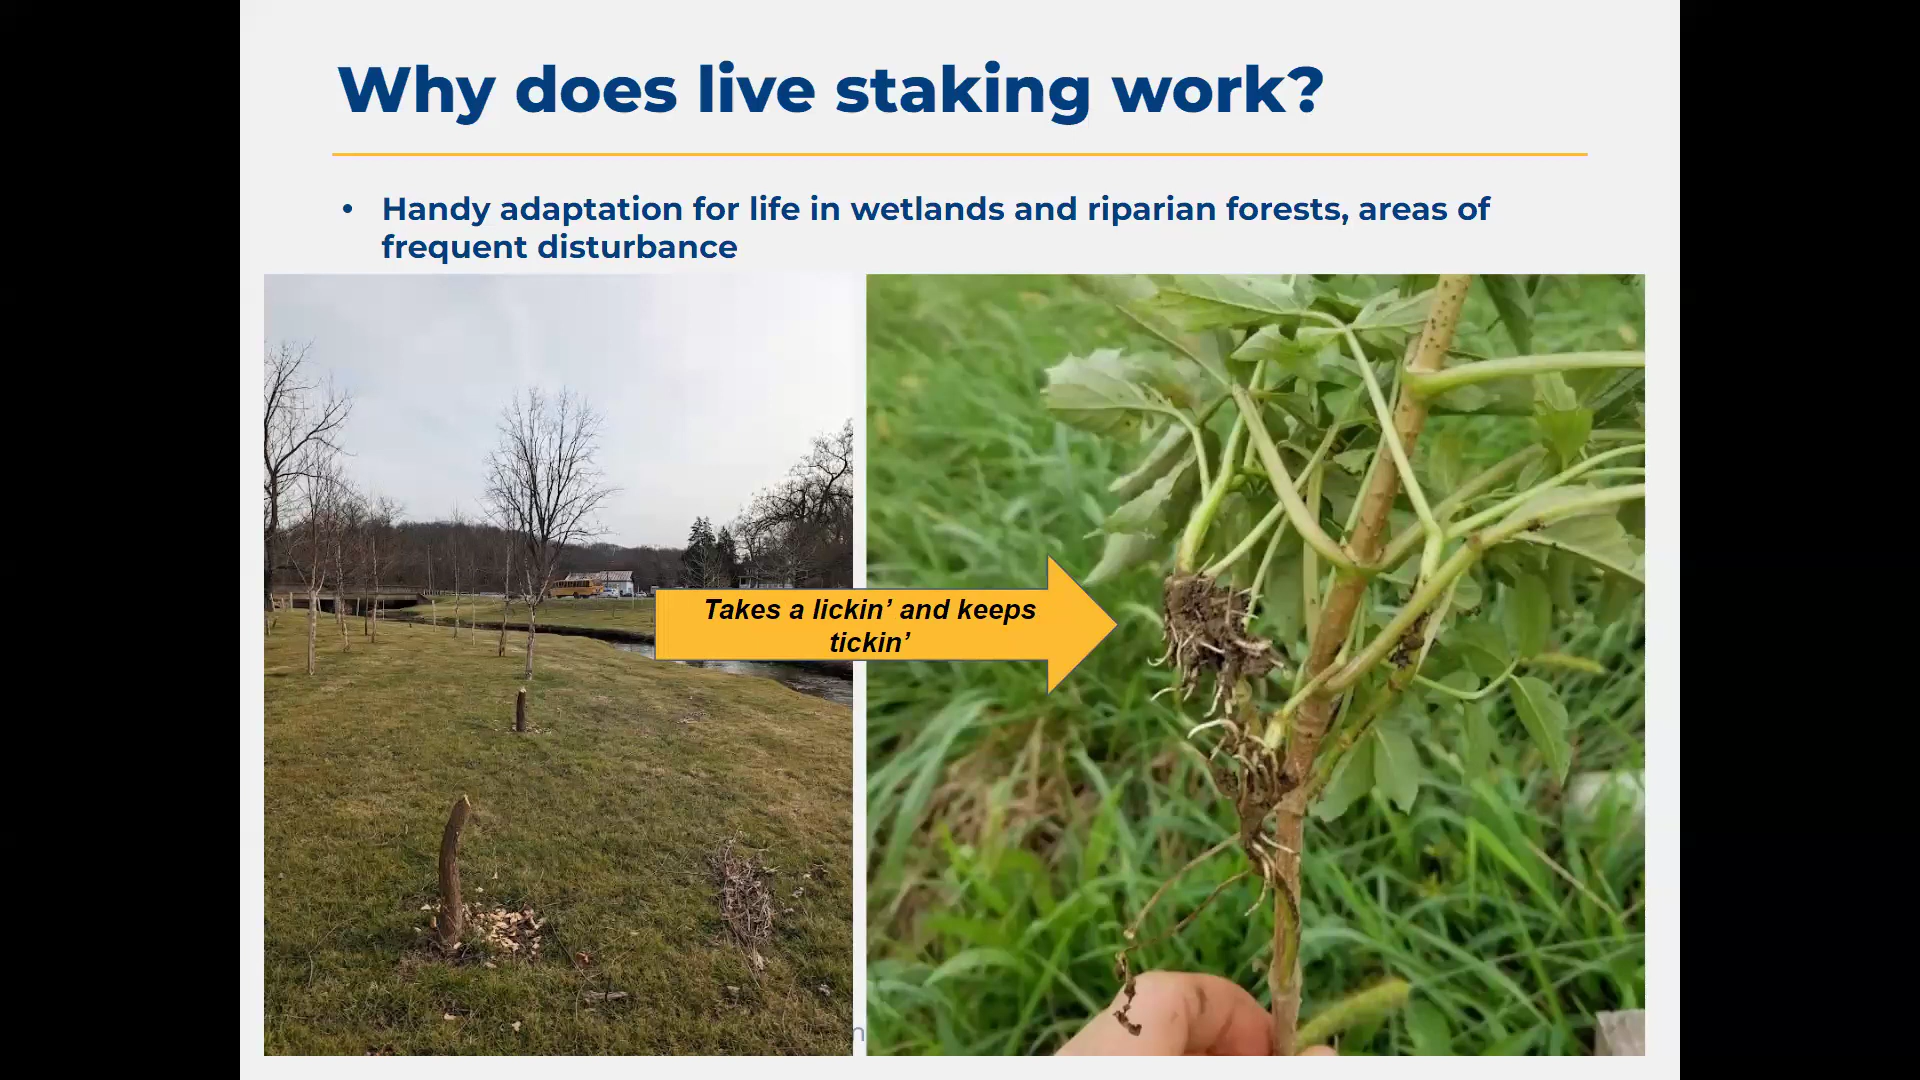 Why does live staking work?
• Handy adaptation for life in wetlands and riparian forests, areas of
frequent disturbance
Takes a lickin’ and keeps
tickin’